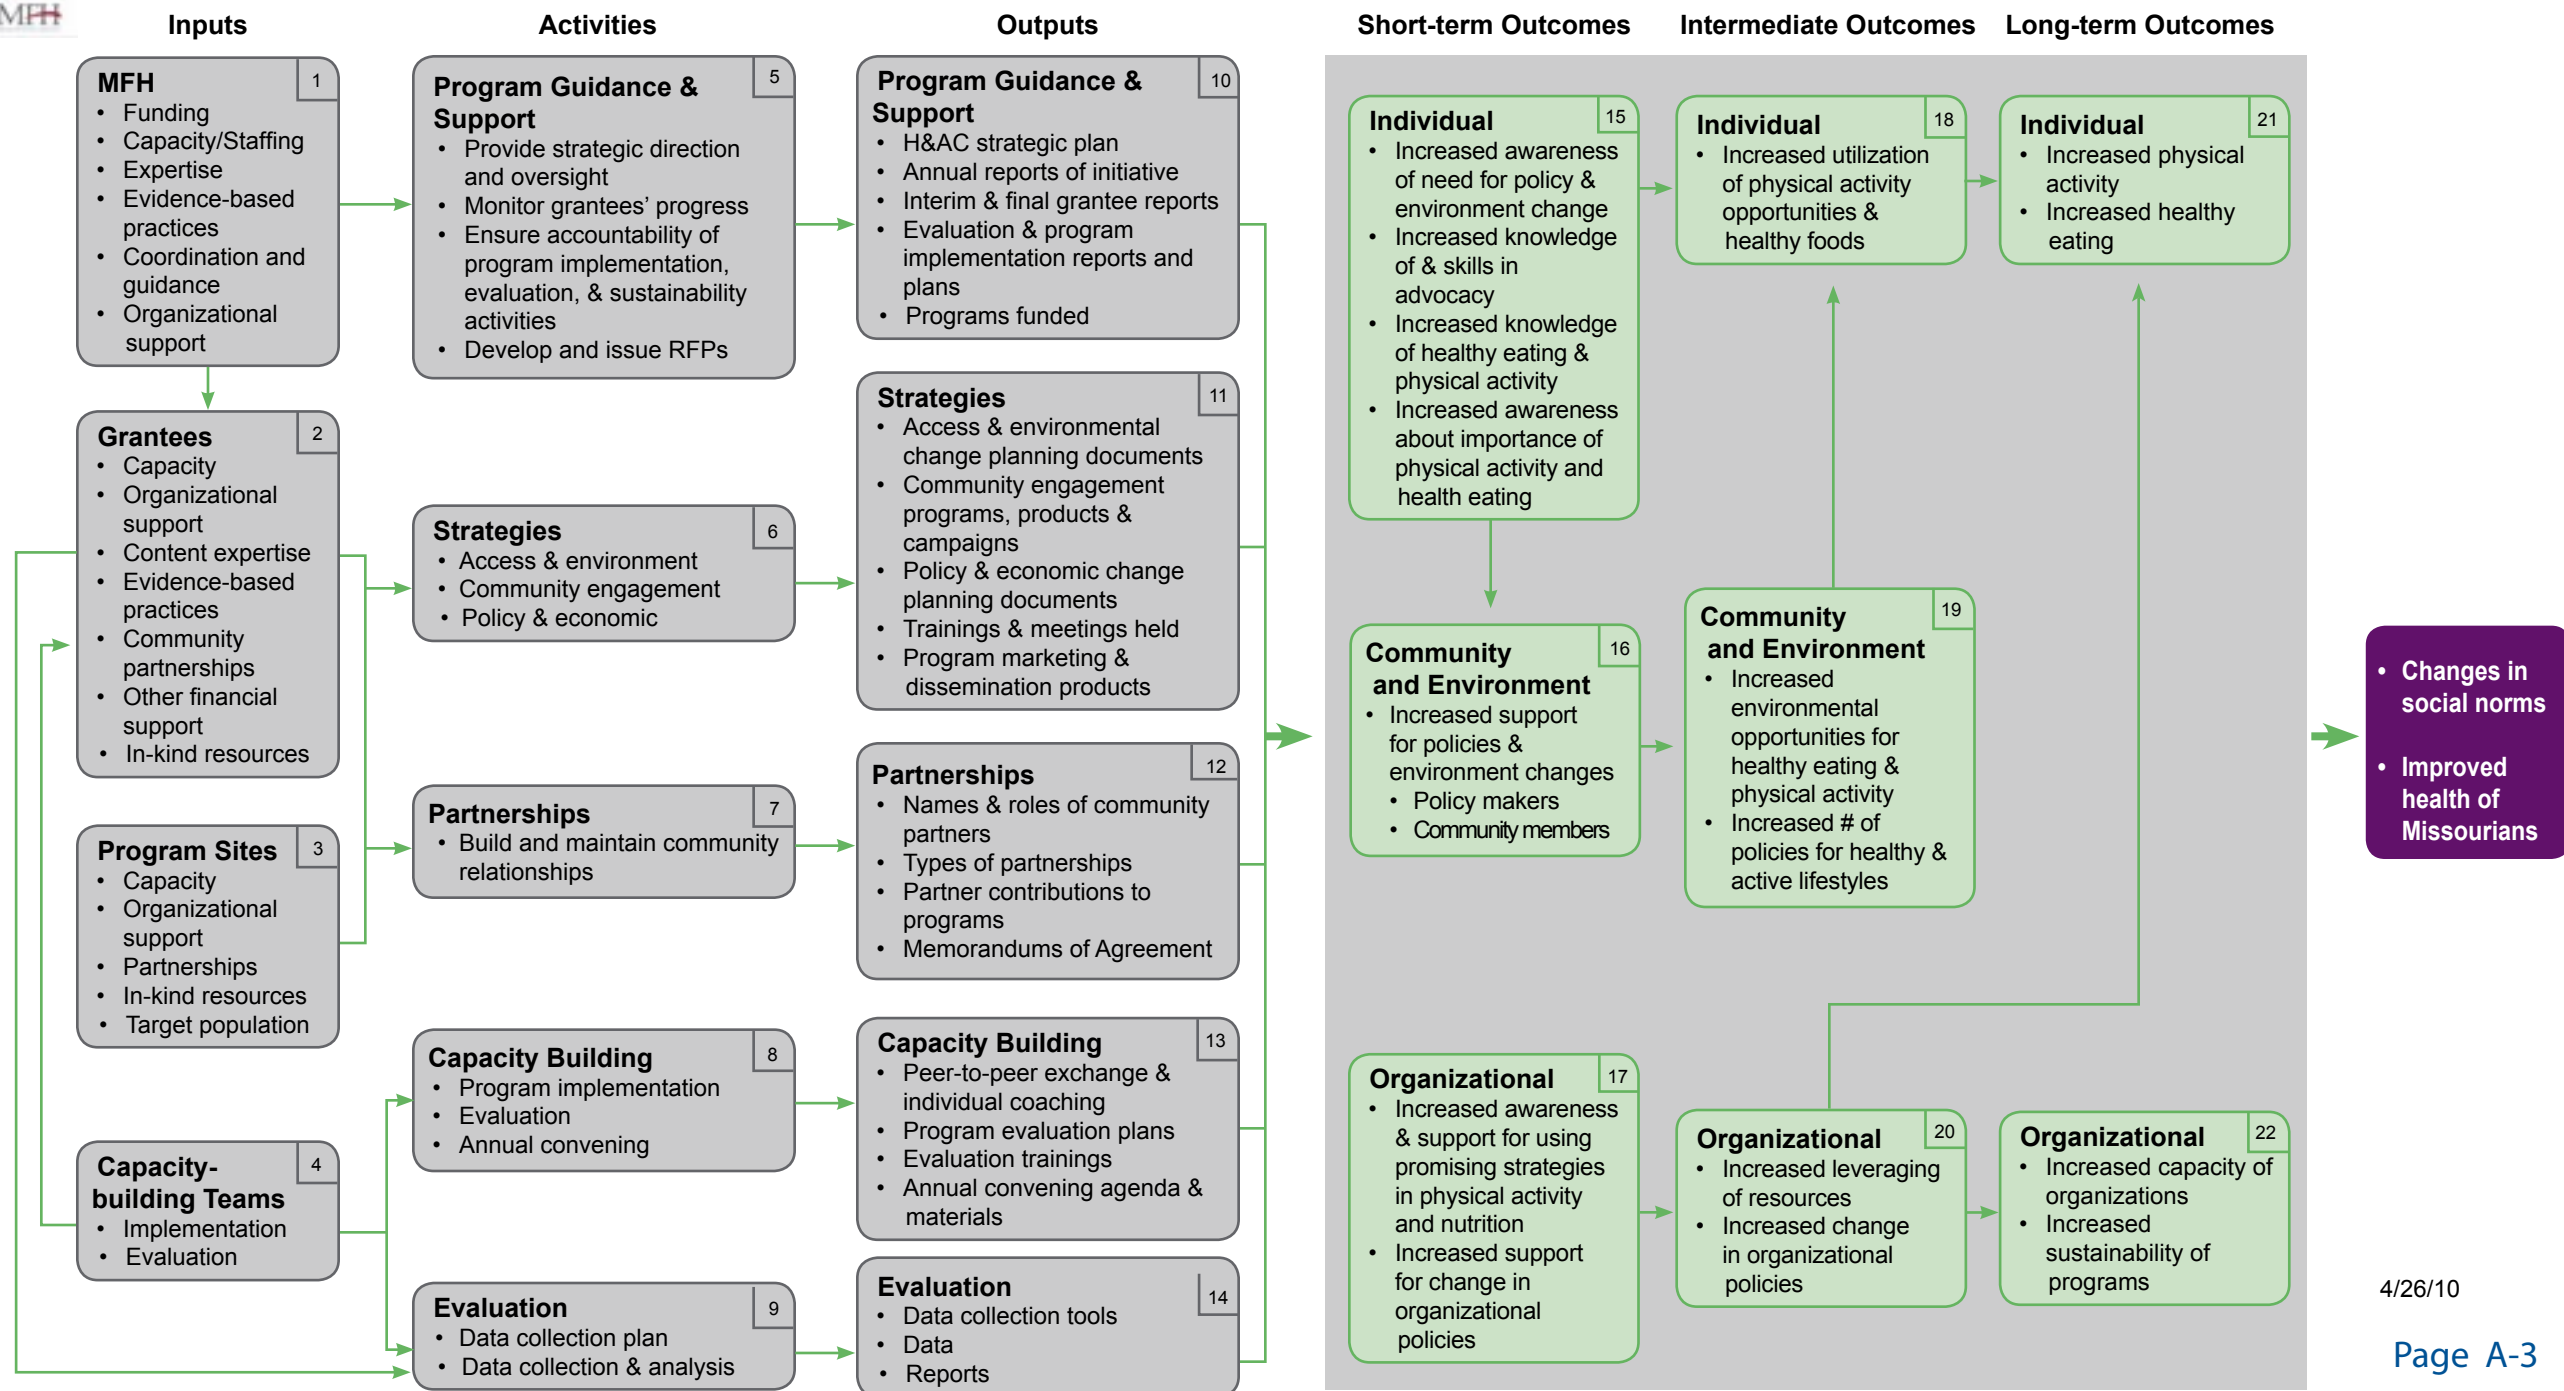 MFH
Inputs
Activities
Outputs
Short-term Outcomes
Intermediate Outcomes
Long-term Outcomes
MFH
1
• Funding
• Capacity/Staffing
• Expertise
• Evidence-based
practices
• Coordination and
guidance
• Organizational
support
Grantees
2
• Capacity
• Organizational
support
• Content expertise
• Evidence-based
practices
• Community
partnerships
• Other financial
support
• In-kind resources
Program Sites
3
• Capacity
• Organizational
support
• Partnerships
• In-kind resources
• Target population
Capacity-
building Teams
4
• Implementation
• Evaluation
Program Guidance &
Support
5
• Provide strategic direction
and oversight
• Monitor grantees’ progress
• Ensure accountability of
program implementation,
evaluation, & sustainability
activities
• Develop and issue RFPs
Strategies
6
• Access & environment
• Community engagement
• Policy & economic
Partnerships
7
• Build and maintain community
relationships
Capacity Building
8
• Program implementation
• Evaluation
• Annual convening
Evaluation
9
• Data collection plan
• Data collection & analysis
Program Guidance &
Support
10
• H&AC strategic plan
• Annual reports of initiative
• Interim & final grantee reports
• Evaluation & program
implementation reports and
plans
• Programs funded
Strategies
11
• Access & environmental
change planning documents
• Community engagement
programs, products &
campaigns
• Policy & economic change
planning documents
• Trainings & meetings held
• Program marketing &
dissemination products
Partnerships
12
• Names & roles of community
partners
• Types of partnerships
• Partner contributions to
programs
• Memorandums of Agreement
Capacity Building
13
• Peer-to-peer exchange &
individual coaching
• Program evaluation plans
• Evaluation trainings
• Annual convening agenda &
materials
Evaluation
14
• Data collection tools
• Data
• Reports
Individual
15
• Increased awareness
of need for policy &
environment change
• Increased knowledge
of & skills in
advocacy
• Increased knowledge
of healthy eating &
physical activity
• Increased awareness
about importance of
physical activity and
health eating
Community
and Environment
16
• Increased support
for policies &
environment changes
• Policy makers
• Community members
Organizational
17
• Increased awareness
& support for using
promising strategies
in physical activity
and nutrition
• Increased support
for change in
organizational
policies
Individual
18
• Increased utilization
of physical activity
opportunities &
healthy foods
Community
and Environment
19
• Increased
environmental
opportunities for
healthy eating &
physical activity
• Increased # of
policies for healthy &
active lifestyles
Organizational
20
• Increased leveraging
of resources
• Increased change
in organizational
policies
Individual
21
• Increased physical
activity
• Increased healthy
eating
Organizational
22
• Increased capacity of
organizations
• Increased
sustainability of
programs
• Changes in
social norms
• Improved
health of
Missourians
4/26/10
Page A-3